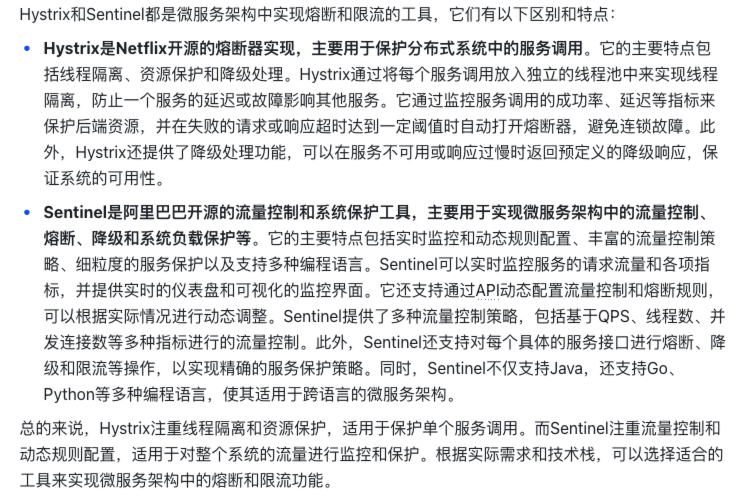 Hystrix和Sentinel都是微服务架构中实现熔断和限流的工具，它们有以下区别和特点：
• Hystrix是Netflix开源的熔断器实现，主要用于保护分布式系统中的服务调用。它的主要特点包
括线程隔离、资源保护和降级处理。Hystrix通过将每个服务调用放入独立的线程池中来实现线程
隔离，防止一个服务的延迟或故障影响其他服务。它通过监控服务调用的成功率、延迟等指标来
保护后端资源，并在失败的请求或响应超时达到一定阈值时自动打开熔断器，避免连锁故障。此
外，Hystrix还提供了降级处理功能，可以在服务不可用或响应过慢时返回预定义的降级响应，保
证系统的可用性。
• Sentinel是阿里巴巴开源的流量控制和系统保护工具，主要用于实现微服务架构中的流量控制、
熔断、降级和系统负载保护等。它的主要特点包括实时监控和动态规则配置、丰富的流量控制策
略、细粒度的服务保护以及支持多种编程语言。Sentinel可以实时监控服务的请求流量和各项指
标，并提供实时的仪表盘和可视化的监控界面。它还支持通过API动态配置流量控制和熔断规则，
可以根据实际情况进行动态调整。Sentinel提供了多种流量控制策略，包括基于QPS、线程数、并
发连接数等多种指标进行的流量控制。此外，Sentinel还支持对每个具体的服务接口进行熔断、降
级和限流等操作，以实现精确的服务保护策略。同时，Sentinel不仅支持Java，还支持Go、
Python等多种编程语言，使其适用于跨语言的微服务架构。
总的来说，Hystrix注重线程隔离和资源保护，适用于保护单个服务调用。而Sentinel注重流量控制和
动态规则配置，适用于对整个系统的流量进行监控和保护。根据实际需求和技术栈，可以选择适合的
工具来实现微服务架构中的熔断和限流功能。